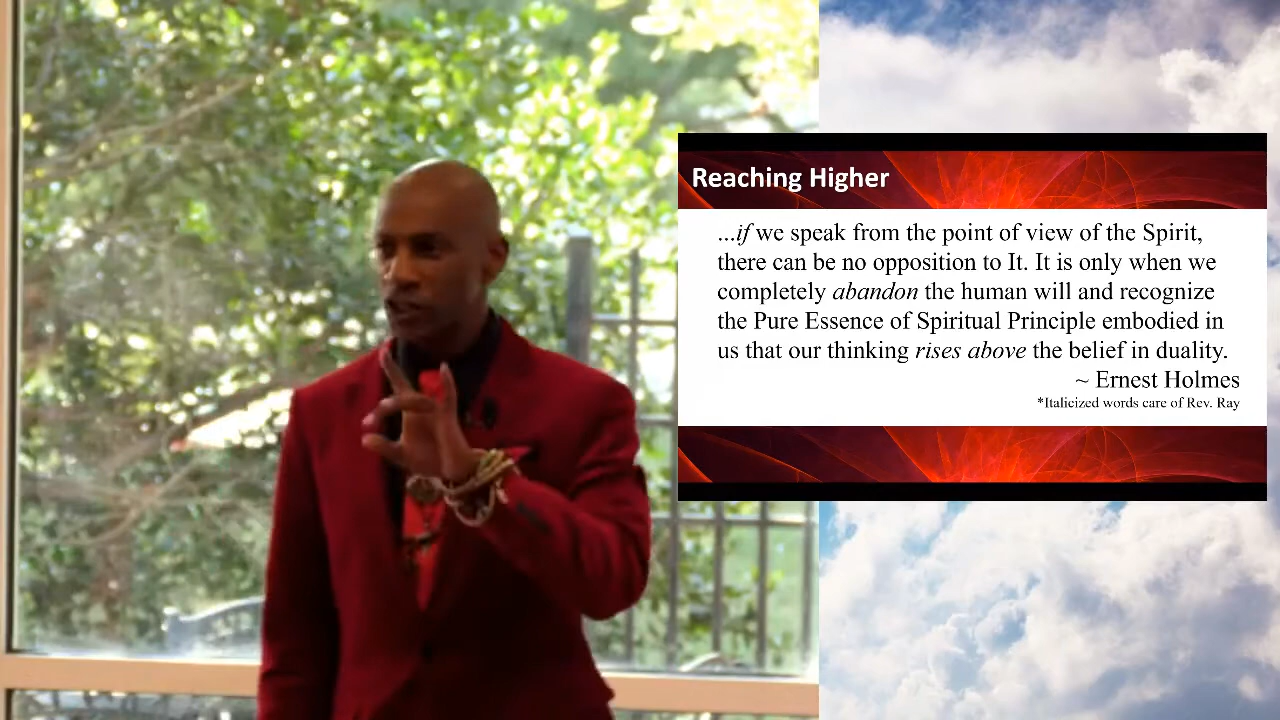 Reaching Higher
...if we speak from the point of view of the Spirit,
there can be no opposition to It. It is only when we
completely abandon the human will and recognize
the Pure Essence of Spiritual Principle embodied in
us that our thinking rises above the belief in duality.
~ Ernest Holmes
*Italicized words care of Rev. Ray